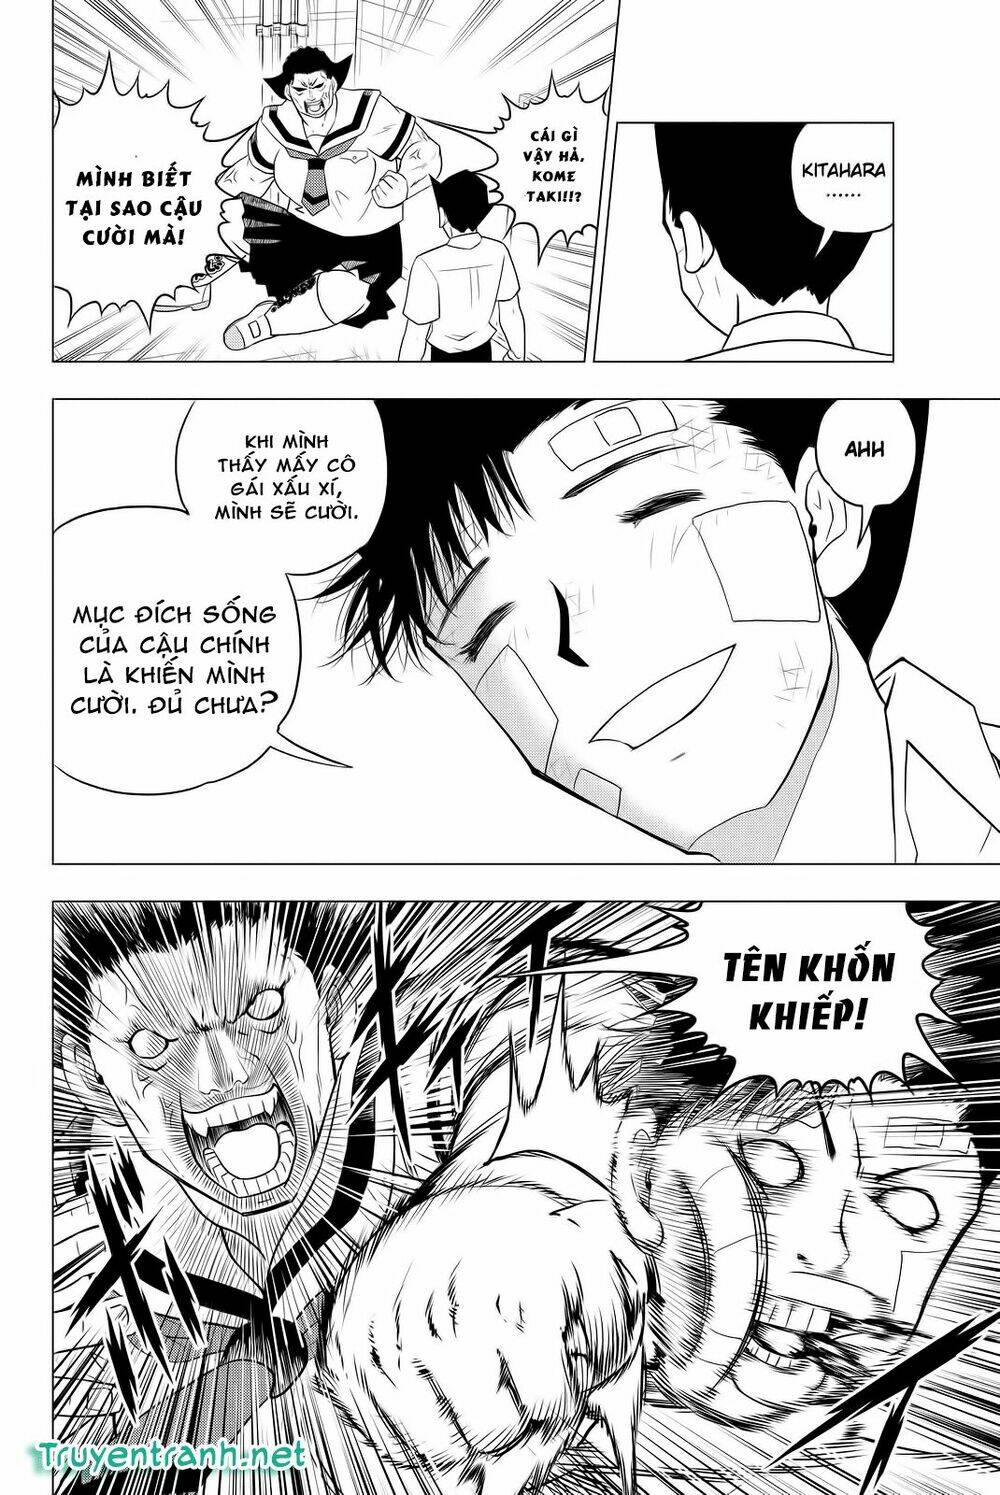 KITAHARA
......
CÁI GÌ
VẬY HẢ,
KOME
TAKI!!!?
MÌNH BIẾT
TẠI SAO CẬU
CƯỜI MÀ!
AHH
KHI MÌNH
THẤY MẤY CÔ
GÁI XẤU XÍ,
MÌNH SẼ CƯỜI.
MỤC ĐÍCH SỐNG
CỦA CẬU CHÍNH
LÀ KHIẾN MÌNH
CƯỜI. ĐỦ CHƯA?
TÊN KHỐN
KHIẾP!
Truyentranh.net